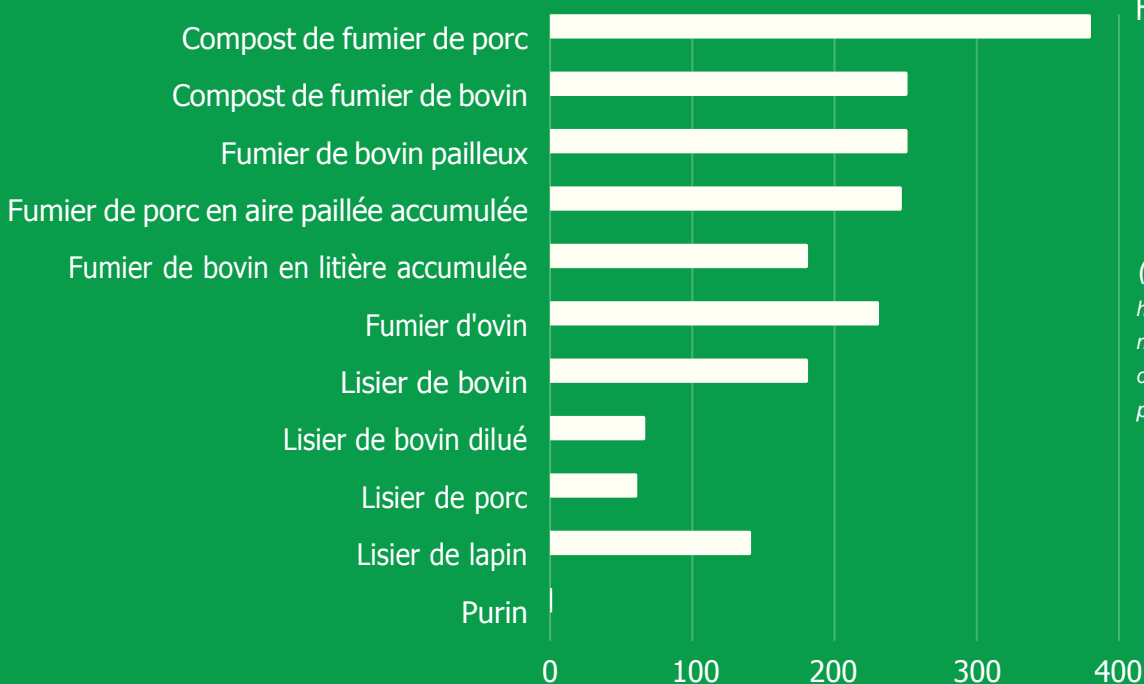 Compost de fumier de porc
Compost de fumier de bovin
Fumier de bovin pailleux
Fumier de porc en aire paillée accumulée
Fumier de bovin en litière accumulée
Fumier d'ovin
Lisier de bovin
Lisier de bovin dilué
Lisier de porc
Lisier de lapin
Purin
0 100 200 300 400